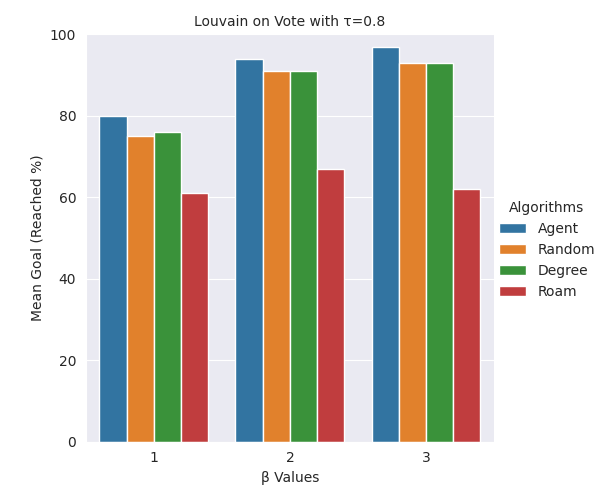 Louvain on Vote with τ=0.8
Mean Goal (Reached %)
100
80
60
40
20
0
1 2 3
β Values
Algorithms
Agent
Random
Degree
Roam